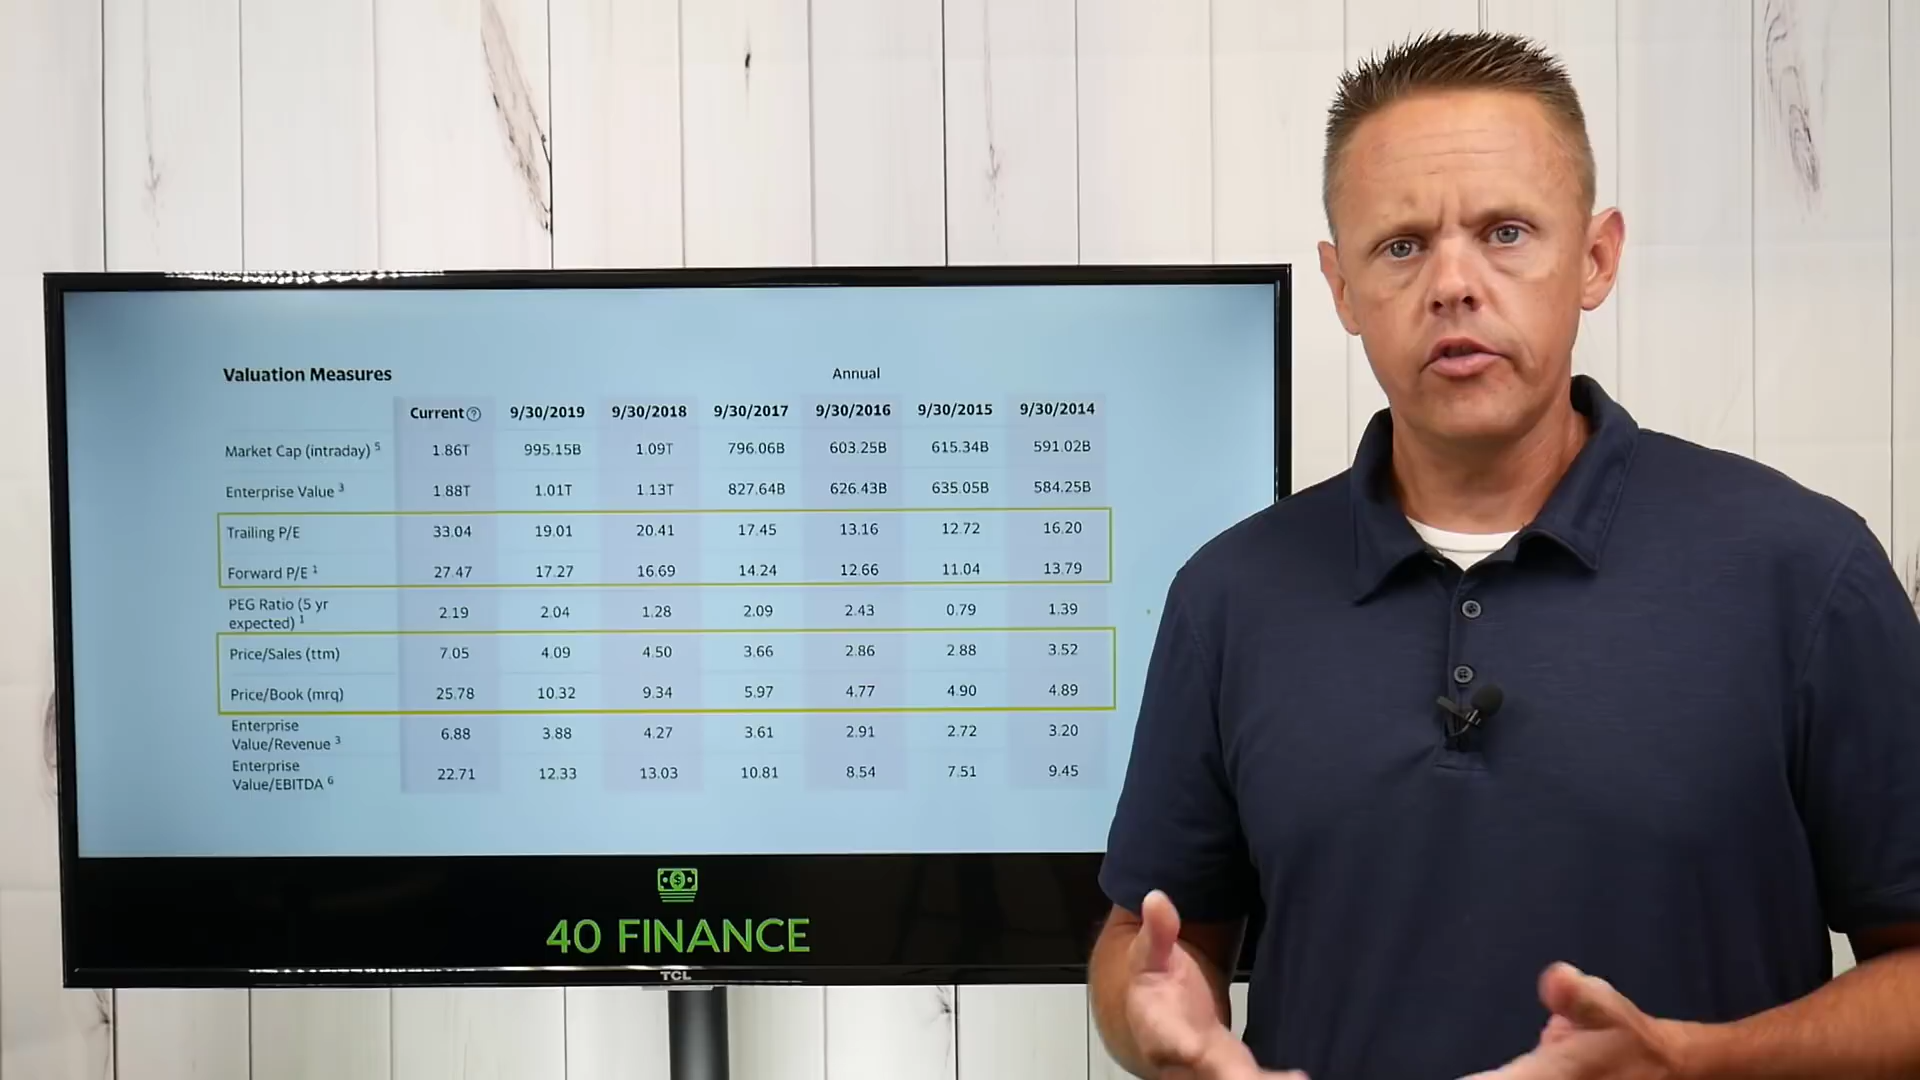 Valuation Measures Annual
Current ? 9/30/2019 9/30/2018 9/30/2017 9/30/2016 9/30/2015 9/30/2014
Market Cap (intraday) 5 1.86T 995.15B 1.09T 796.06B 603.25B 615.34B 591.02B
Enterprise Value 3 1.88T 1.01T 1.13T 827.64B 626.43B 635.05B 584.25B
Trailing P/E 33.04 19.01 20.41 17.45 13.16 12.72 16.20
Forward P/E 1 27.47 17.27 16.69 14.24 12.66 11.04 13.79
PEG Ratio (5 yr
expected) 1 2.19 2.04 1.28 2.09 2.43 0.79 1.39
Price/Sales (ttm) 7.05 4.09 4.50 3.66 2.86 2.88 3.52
Price/Book (mrq) 25.78 10.32 9.34 5.97 4.77 4.90 4.89
Enterprise
Value/Revenue 3 6.88 3.88 4.27 3.61 2.91 2.72 3.20
Enterprise
Value/EBITDA 6 22.71 12.33 13.03 10.81 8.54 7.51 9.45
40 FINANCE
TCL